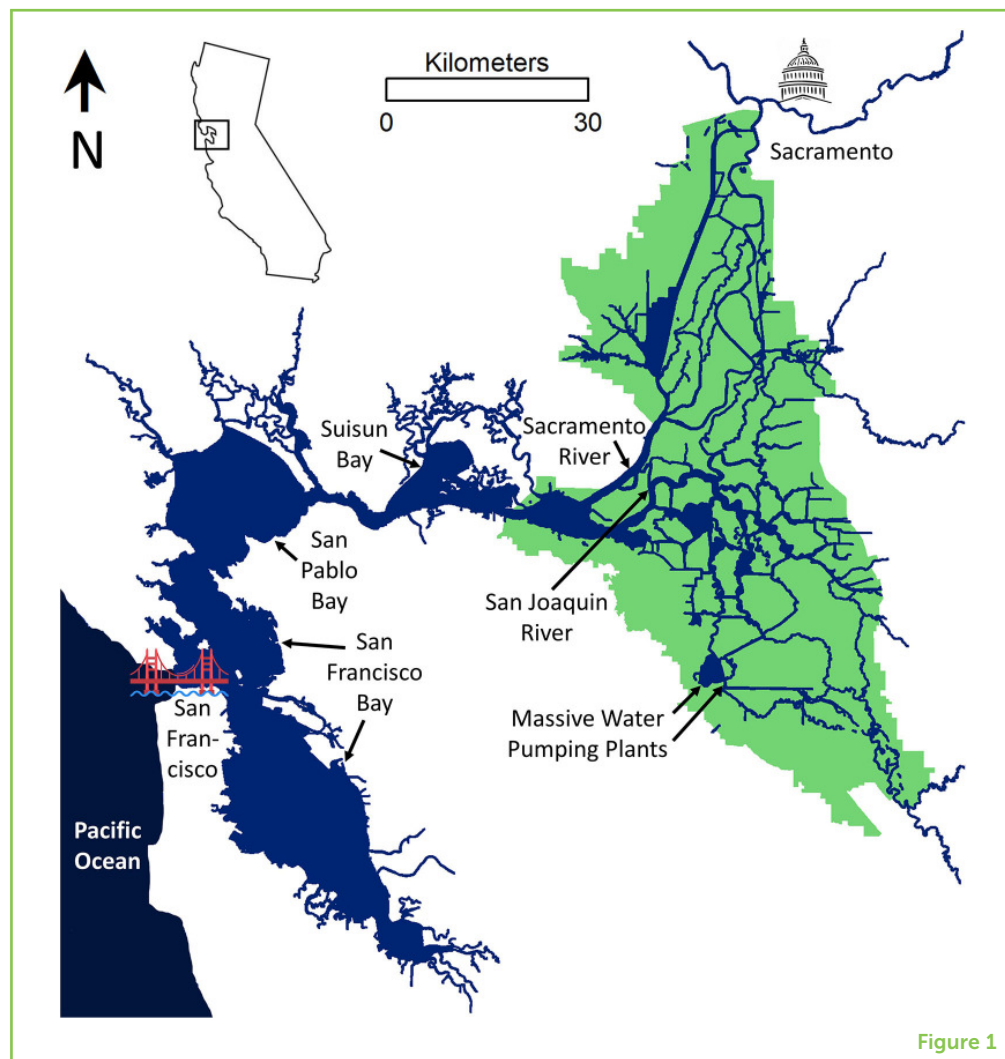 Kilometers
0 30
N
Sacramento
Suisun
Bay
Sacramento
River
San
Pablo
Bay
San Joaquin
River
San
Francisco
Bay
Massive Water
Pumping Plants
San
Fran-
cisco
Pacific
Ocean
Figure 1